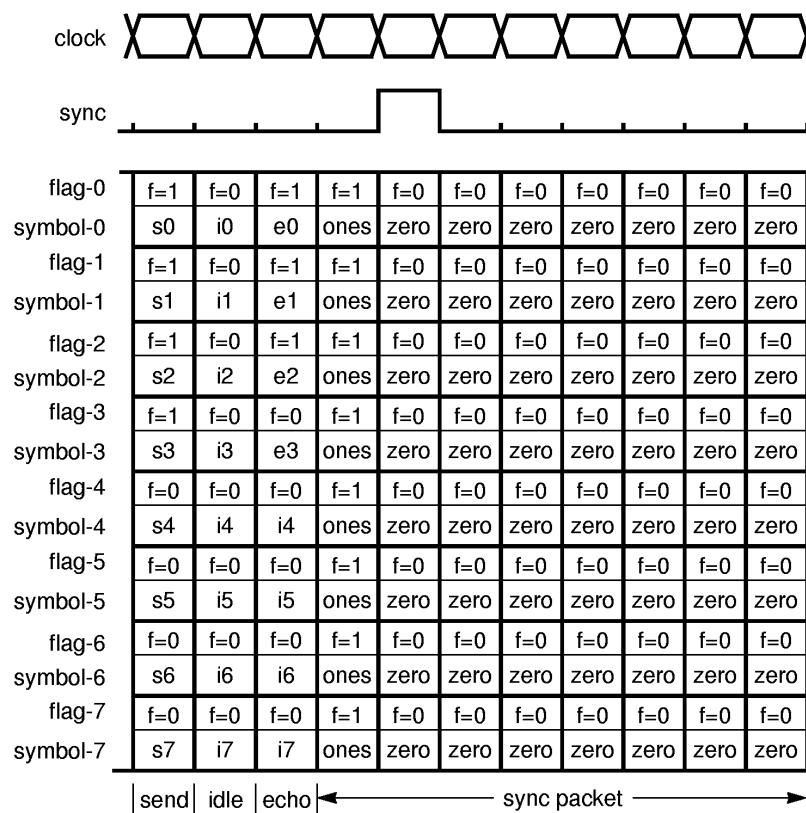 clock
sync
flag-0 f=1 f=0 f=1 f=1 f=0 f=0 f=0 f=0 f=0 f=0 f=0
symbol-0 s0 i0 e0 ones zero zero zero zero zero zero zero
flag-1 f=1 f=0 f=1 f=1 f=0 f=0 f=0 f=0 f=0 f=0 f=0
symbol-1 s1 i1 e1 ones zero zero zero zero zero zero zero
flag-2 f=1 f=0 f=1 f=1 f=0 f=0 f=0 f=0 f=0 f=0 f=0
symbol-2 s2 i2 e2 ones zero zero zero zero zero zero zero
flag-3 f=1 f=0 f=0 f=1 f=0 f=0 f=0 f=0 f=0 f=0 f=0
symbol-3 s3 i3 e3 ones zero zero zero zero zero zero zero
flag-4 f=0 f=0 f=0 f=1 f=0 f=0 f=0 f=0 f=0 f=0 f=0
symbol-4 s4 i4 i4 ones zero zero zero zero zero zero zero
flag-5 f=0 f=0 f=0 f=1 f=0 f=0 f=0 f=0 f=0 f=0 f=0
symbol-5 s5 i5 i5 ones zero zero zero zero zero zero zero
flag-6 f=0 f=0 f=0 f=1 f=0 f=0 f=0 f=0 f=0 f=0 f=0
symbol-6 s6 i6 i6 ones zero zero zero zero zero zero zero
flag-7 f=0 f=0 f=0 f=1 f=0 f=0 f=0 f=0 f=0 f=0 f=0
symbol-7 s7 i7 i7 ones zero zero zero zero zero zero zero
send idle echo sync packet